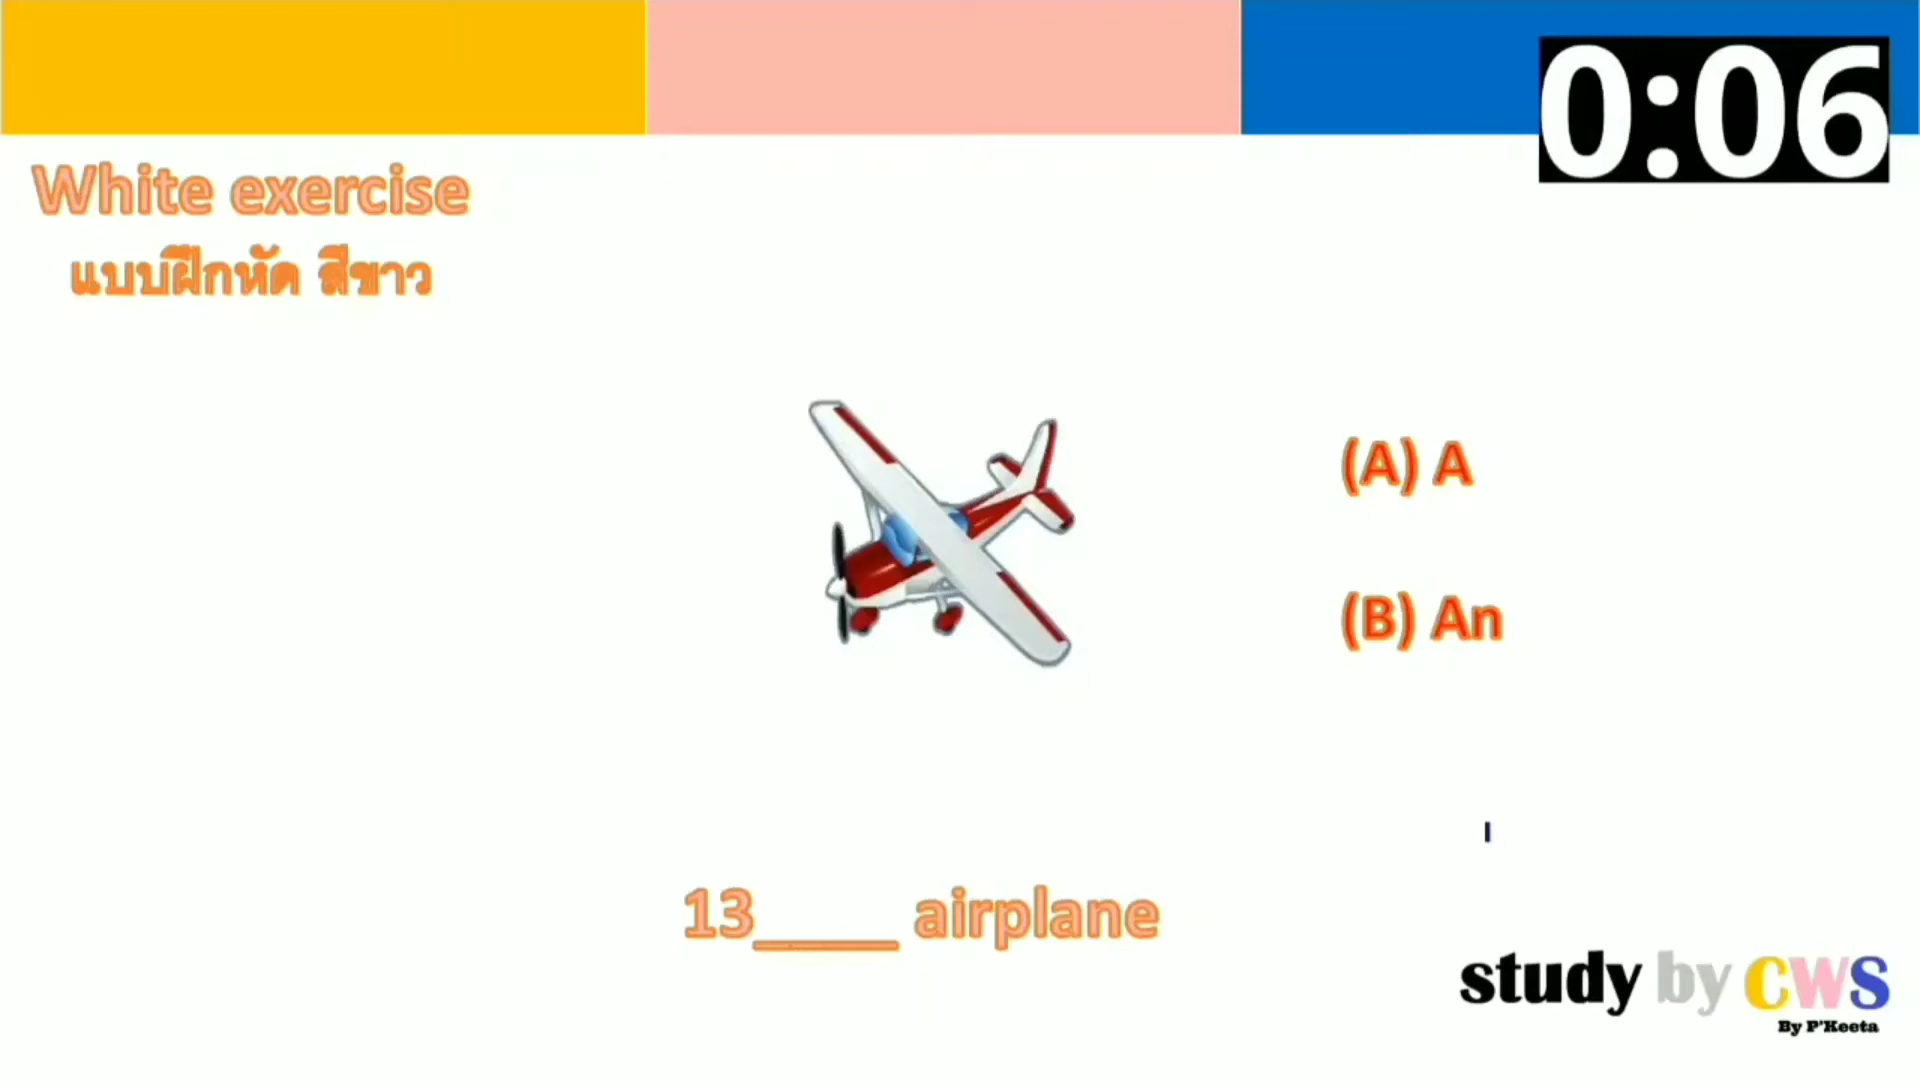 0:06
White exercise
แบบฝึกหัด สีขาว
(A) A
(B) An
13____ airplane
study by CWS
By P'Keeta